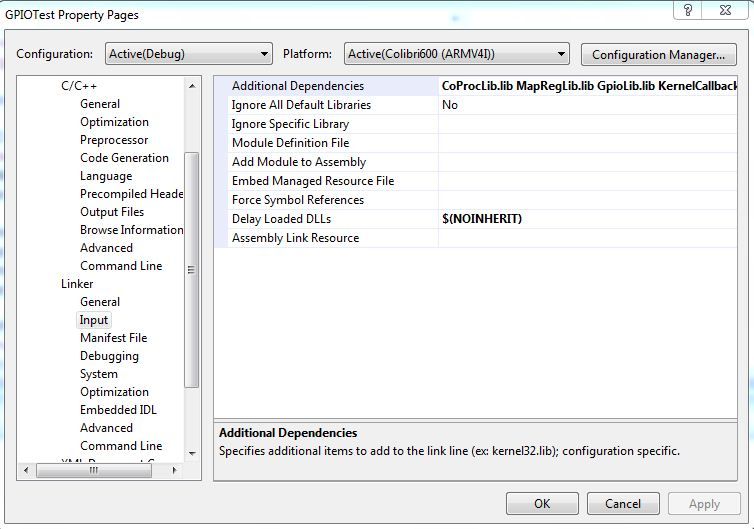 GPIOTest Property Pages
Configuration: Active(Debug) Platform: Active(Colibri600 (ARMV4I)) Configuration Manager...
C/C++
General
Optimization
Preprocessor
Code Generation
Language
Precompiled Heade
Output Files
Browse Information
Advanced
Command Line
Linker
General
Input
Manifest File
Debugging
System
Optimization
Embedded IDL
Advanced
Command Line
Additional Dependencies CoProcLib.lib MapRegLib.lib GpioLib.lib KernelCallback
Ignore All Default Libraries No
Ignore Specific Library
Module Definition File
Add Module to Assembly
Embed Managed Resource File
Force Symbol References
Delay Loaded DLLs $(NOINHERIT)
Assembly Link Resource
Additional Dependencies
Specifies additional items to add to the link line (ex: kernel32.lib); configuration specific.
OK Cancel Apply